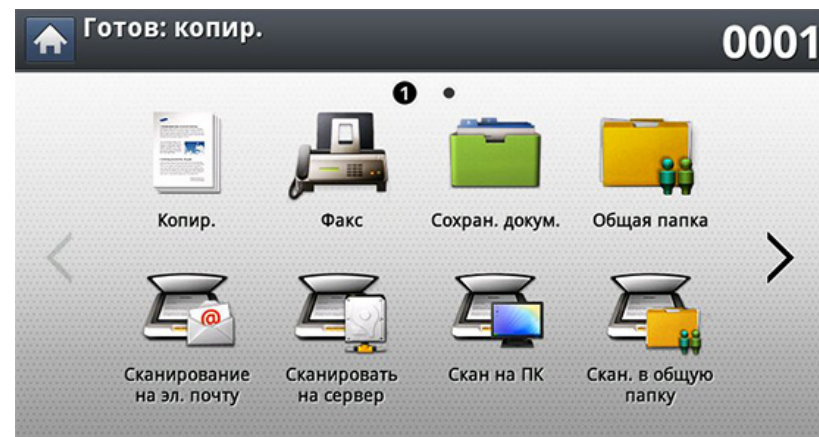 Готов: копир.
0001
1
Копир.
Факс
Сохран. докум.
Общая папка
Сканирование
на эл. почту
Сканировать
на сервер
Скан на ПК
Скан. в общую
папку